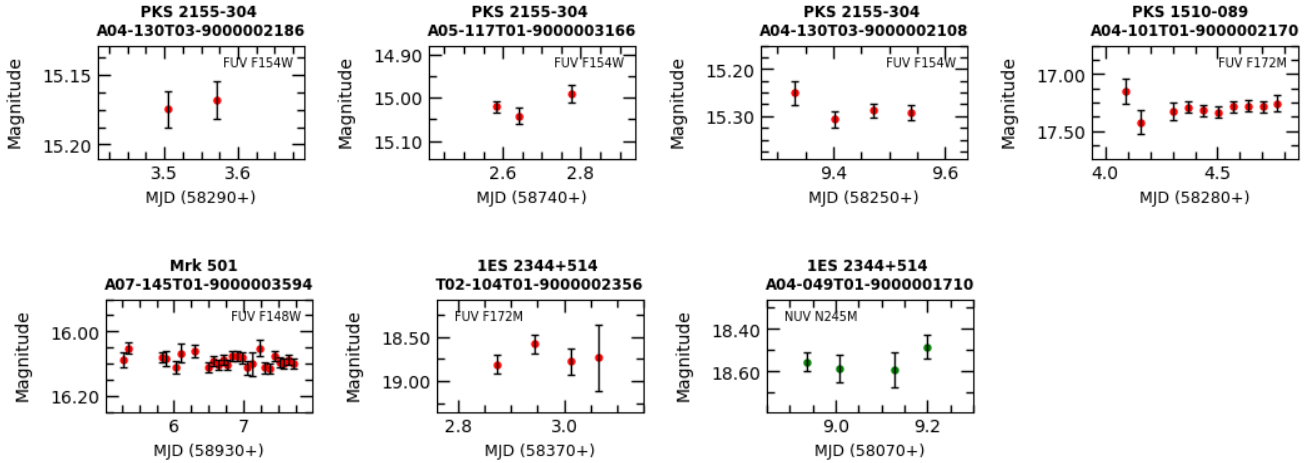 PKS 2155-304
A04-130T03-9000002186
FUV F154W
Magnitude
15.15
15.20
3.5
3.6
MJD (58290+)
PKS 2155-304
A05-117T01-9000003166
FUV F154W
Magnitude
14.90
15.00
15.10
2.6
2.8
MJD (58740+)
PKS 2155-304
A04-130T03-9000002108
FUV F154W
Magnitude
15.20
15.30
9.4
9.6
MJD (58250+)
PKS 1510-089
A04-101T01-9000002170
FUV F172M
Magnitude
17.00
17.50
4.0
4.5
MJD (58280+)
Mrk 501
A07-145T01-9000003594
FUV F148W
Magnitude
16.00
16.20
6
7
MJD (58930+)
1ES 2344+514
T02-104T01-9000002356
FUV F172M
Magnitude
18.50
19.00
2.8
3.0
MJD (58370+)
1ES 2344+514
A04-049T01-9000001710
NUV N245M
Magnitude
18.40
18.60
9.0
9.2
MJD (58070+)